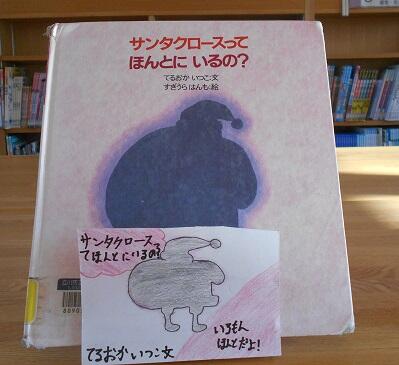 サンタクロースって
ほんとに いるの?
てるおか いつこ:文
すぎうら はんも:絵
サンタクロースっ
てほんとにいるの?
いるもん
ほんとだよ!
てるおか いつこ文